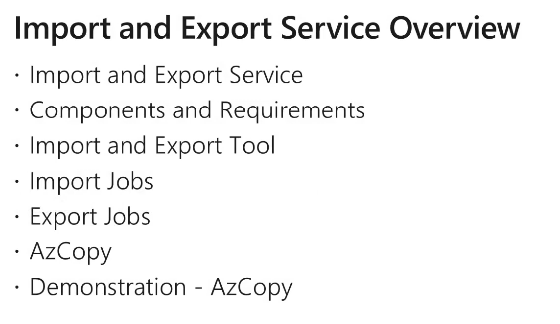 Import and Export Service Overview
· Import and Export Service
· Components and Requirements
· Import and Export Tool
· Import Jobs
· Export Jobs
· AzCopy
· Demonstration - AzCopy